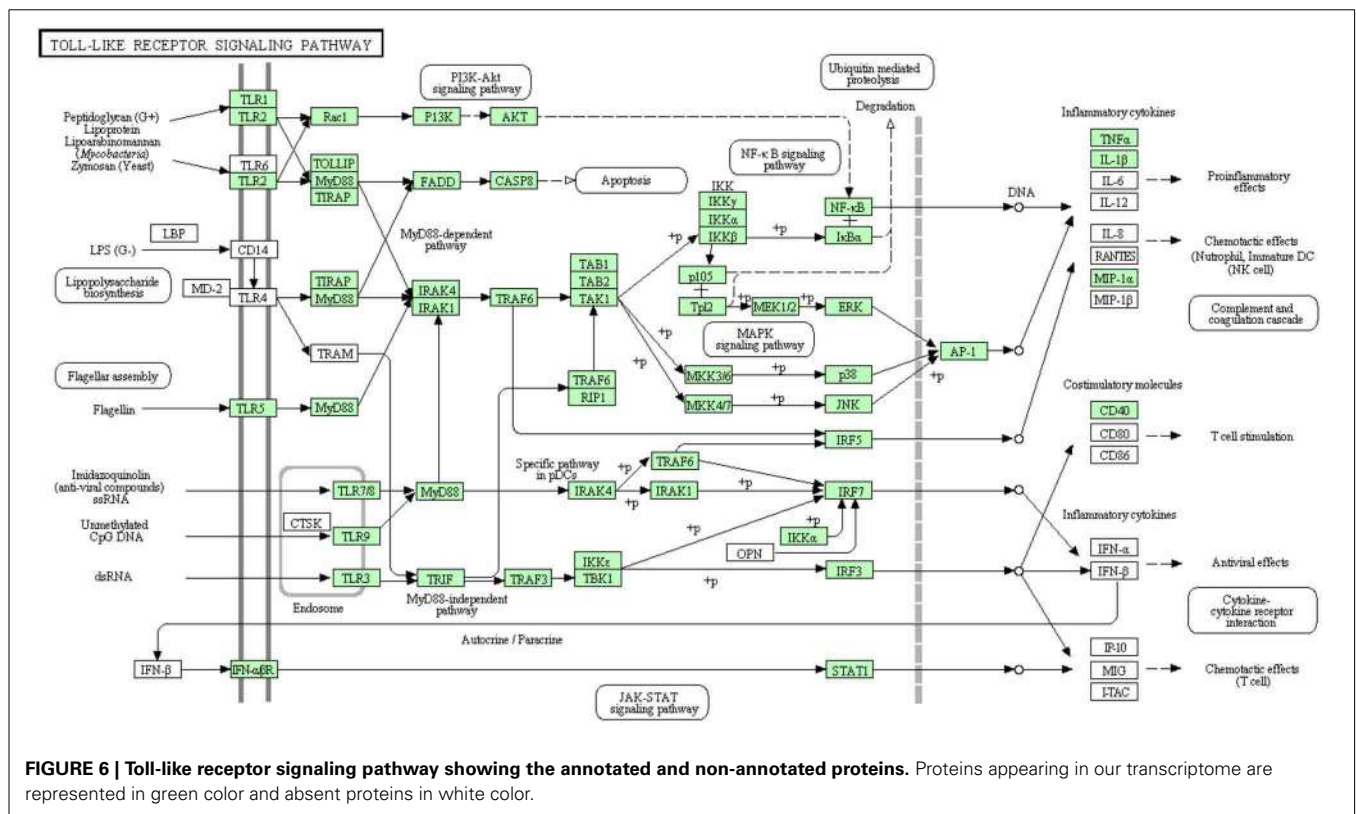 TOLL-LIKE RECEPTOR SIGNALING PATHWAY
PI3K-Akt
signaling pathway
Ubiquitin mediated
proteolysis
Degradation
Peptidoglycan (G+)
Lipoprotein
Lipoarabinomannan
(Mycobacteria)
Zymosan (Yeast)
TLR1
TLR2
Rac1
PI3K
AKT
TLR6
TLR2
TOLLIP
MyD88
TIRAP
FADD
CASP8
Apoptosis
NF-κB signaling
pathway
IKK
IKKγ
IKKα
IKKβ
+p
+p
NF-κB
IκBα
DNA
Inflammatory cytokines
TNFα
IL-1β
IL-6
IL-12
Proinflammatory
effects
IL-8
RANTES
MIP-1α
MIP-1β
Chemotactic effects
(Nutrophil, Immature DC
(NK cell)
Complement and
coagulation cascade
MyD88-dependent
pathway
LBP
LPS (G-)
CD14
Lipopolysaccharide
biosynthesis
MD-2
TLR4
TIRAP
MyD88
IRAK4
IRAK1
TRAF6
TAB1
TAB2
TAK1
p105
Tpl2
+p
MEK1/2
+p
ERK
MAPK
signaling pathway
TRAM
+p
+p
MKK3/6
+p
p38
AP-1
+p
Flagellar assembly
Flagellin
TLR5
MyD88
TRAF6
RIP1
MKK4/7
+p
JNK
IRF5
Costimulatory molecules
CD40
CD80
CD86
T cell stimulation
Imidazoquinolin
(anti-viral compounds)
ssRNA
TLR7/8
MyD88
Specific pathway
in pDCs
IRAK4
+p
+p
TRAF6
IRAK1
+p
IRF7
Unmethylated
CpG DNA
CTSK
TLR9
+p
+p
IKKα
OPN
Inflammatory cytokines
IFN-α
IFN-β
Antiviral effects
dsRNA
TLR3
TRIF
TRAF3
IKKε
TBK1
+p
IRF3
Endosome
MyD88-independent
pathway
Cytokine-
cytokine receptor
interaction
Autocrine / Paracrine
IFN-β
IFN-αβR
STAT1
IP-10
MIG
I-TAC
Chemotactic effects
(T cell)
JAK-STAT
signaling pathway
FIGURE 6 | Toll-like receptor signaling pathway showing the annotated and non-annotated proteins. Proteins appearing in our transcriptome are
represented in green color and absent proteins in white color.